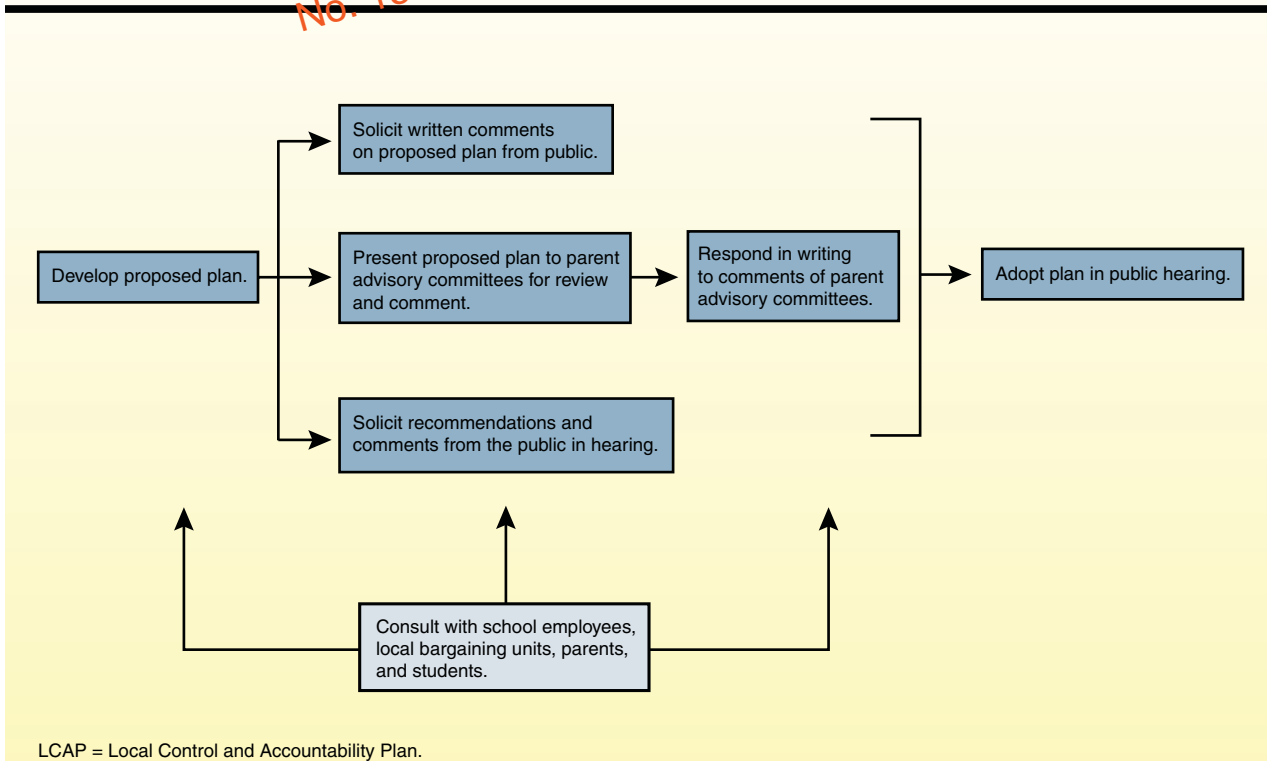 No.
Solicit written comments
on proposed plan from public.
Develop proposed plan.
Present proposed plan to parent
advisory committees for review
and comment.
Respond in writing
to comments of parent
advisory committees.
Adopt plan in public hearing.
Solicit recommendations and
comments from the public in hearing.
Consult with school employees,
local bargaining units, parents,
and students.
LCAP = Local Control and Accountability Plan.